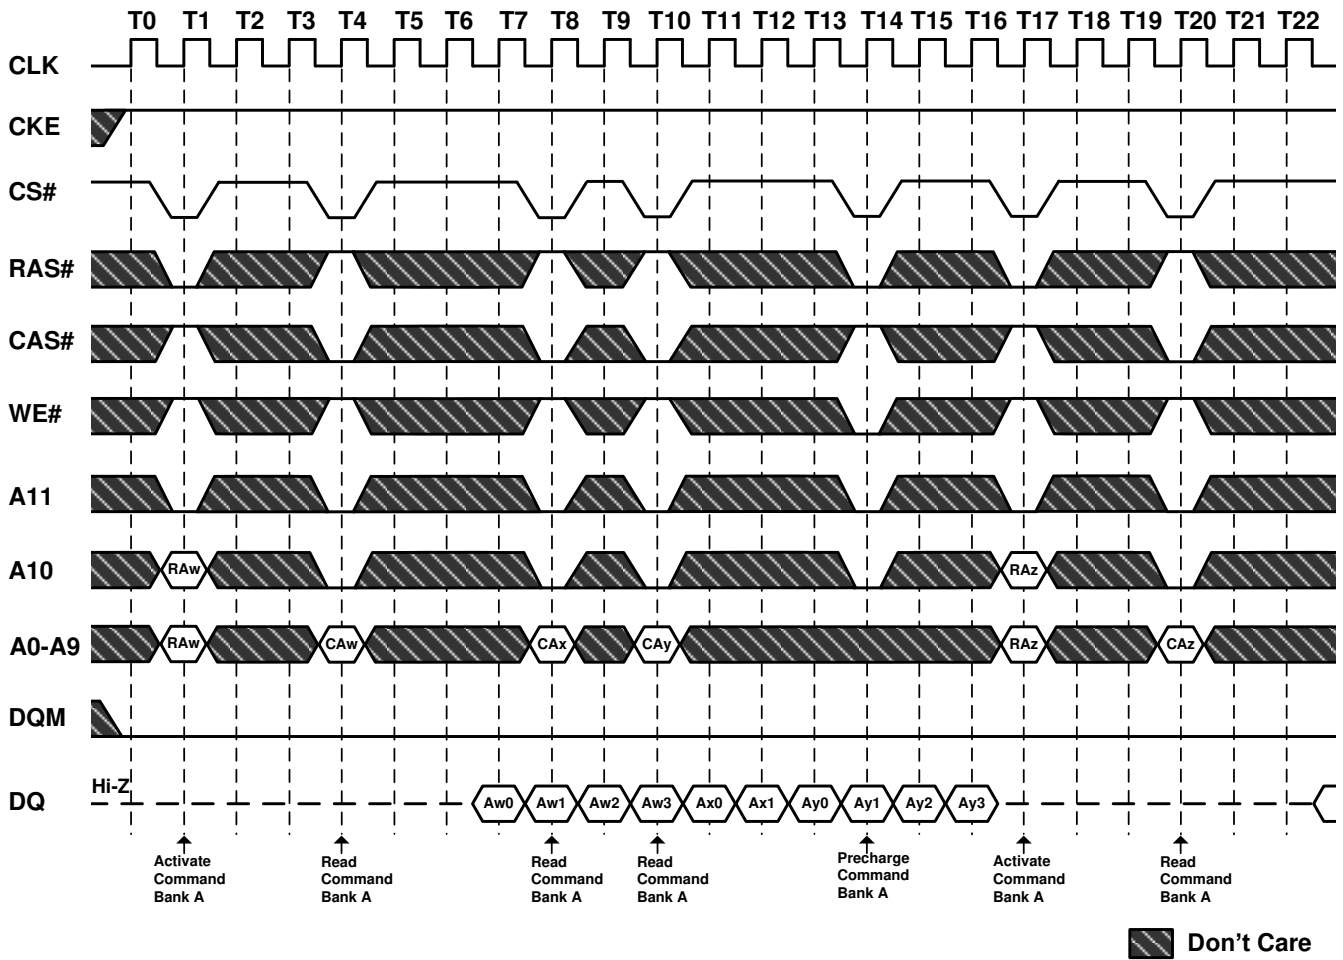 T0 T1 T2 T3 T4 T5 T6 T7 T8 T9 T10 T11 T12 T13 T14 T15 T16 T17 T18 T19 T20 T21 T22
CLK
CKE
CS#
RAS#
CAS#
WE#
A11
A10 RAw RAz
A0-A9 RAw CAw CAx CAy RAz CAz
DQM
DQ Hi-Z Aw0 Aw1 Aw2 Aw3 Ax0 Ax1 Ay0 Ay1 Ay2 Ay3
Activate
Command
Bank A
Read
Command
Bank A
Read
Command
Bank A
Read
Command
Bank A
Precharge
Command
Bank A
Activate
Command
Bank A
Read
Command
Bank A
Don't Care